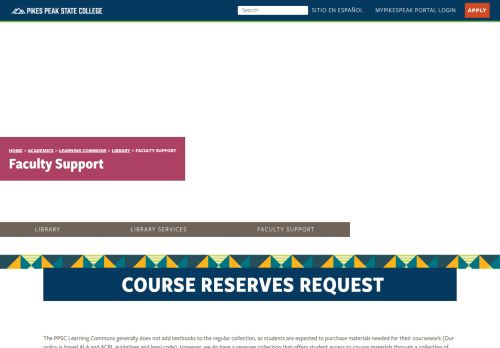 PIKES PEAK STATE COLLEGE
Search
SITIO EN ESPAÑOL
MYPIKESPEAK PORTAL LOGIN
APPLY
HOME > ACADEMICS > LEARNING COMMONS > LIBRARY > FACULTY SUPPORT
Faculty Support
LIBRARY
LIBRARY SERVICES
FACULTY SUPPORT
COURSE RESERVES REQUEST
The PPSC Learning Commons generally does not add textbooks to the regular collection, as students are expected to purchase materials needed for their coursework (Our
policy is based ALA and ACRL guidelines and legal code). However, we do have a reserves collection that offers student access to course materials through a collection of